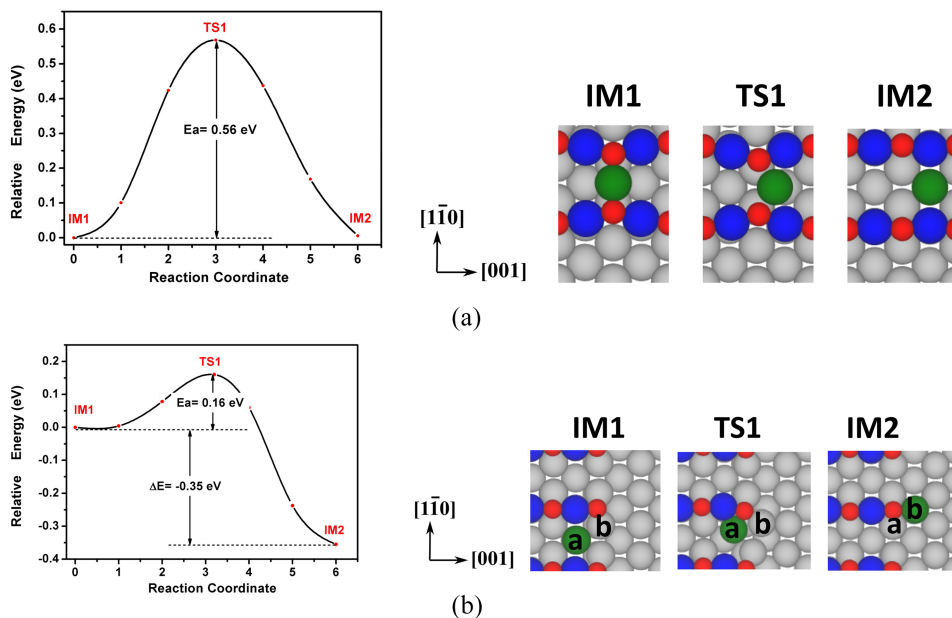 TS1
Ea= 0.56 eV
IM1
IM2
Relative Energy (eV)
0.6
0.5
0.4
0.3
0.2
0.1
0.0
0 1 2 3 4 5 6
Reaction Coordinate
IM1 TS1 IM2
[11̄0]
[001]
(a)
TS1
IM1
Ea= 0.16 eV
ΔE= -0.35 eV
IM2
Relative Energy (eV)
0.2
0.1
0.0
-0.1
-0.2
-0.3
-0.4
0 1 2 3 4 5 6
Reaction Coordinate
IM1 TS1 IM2
b b b
a a a
[11̄0]
[001]
(b)